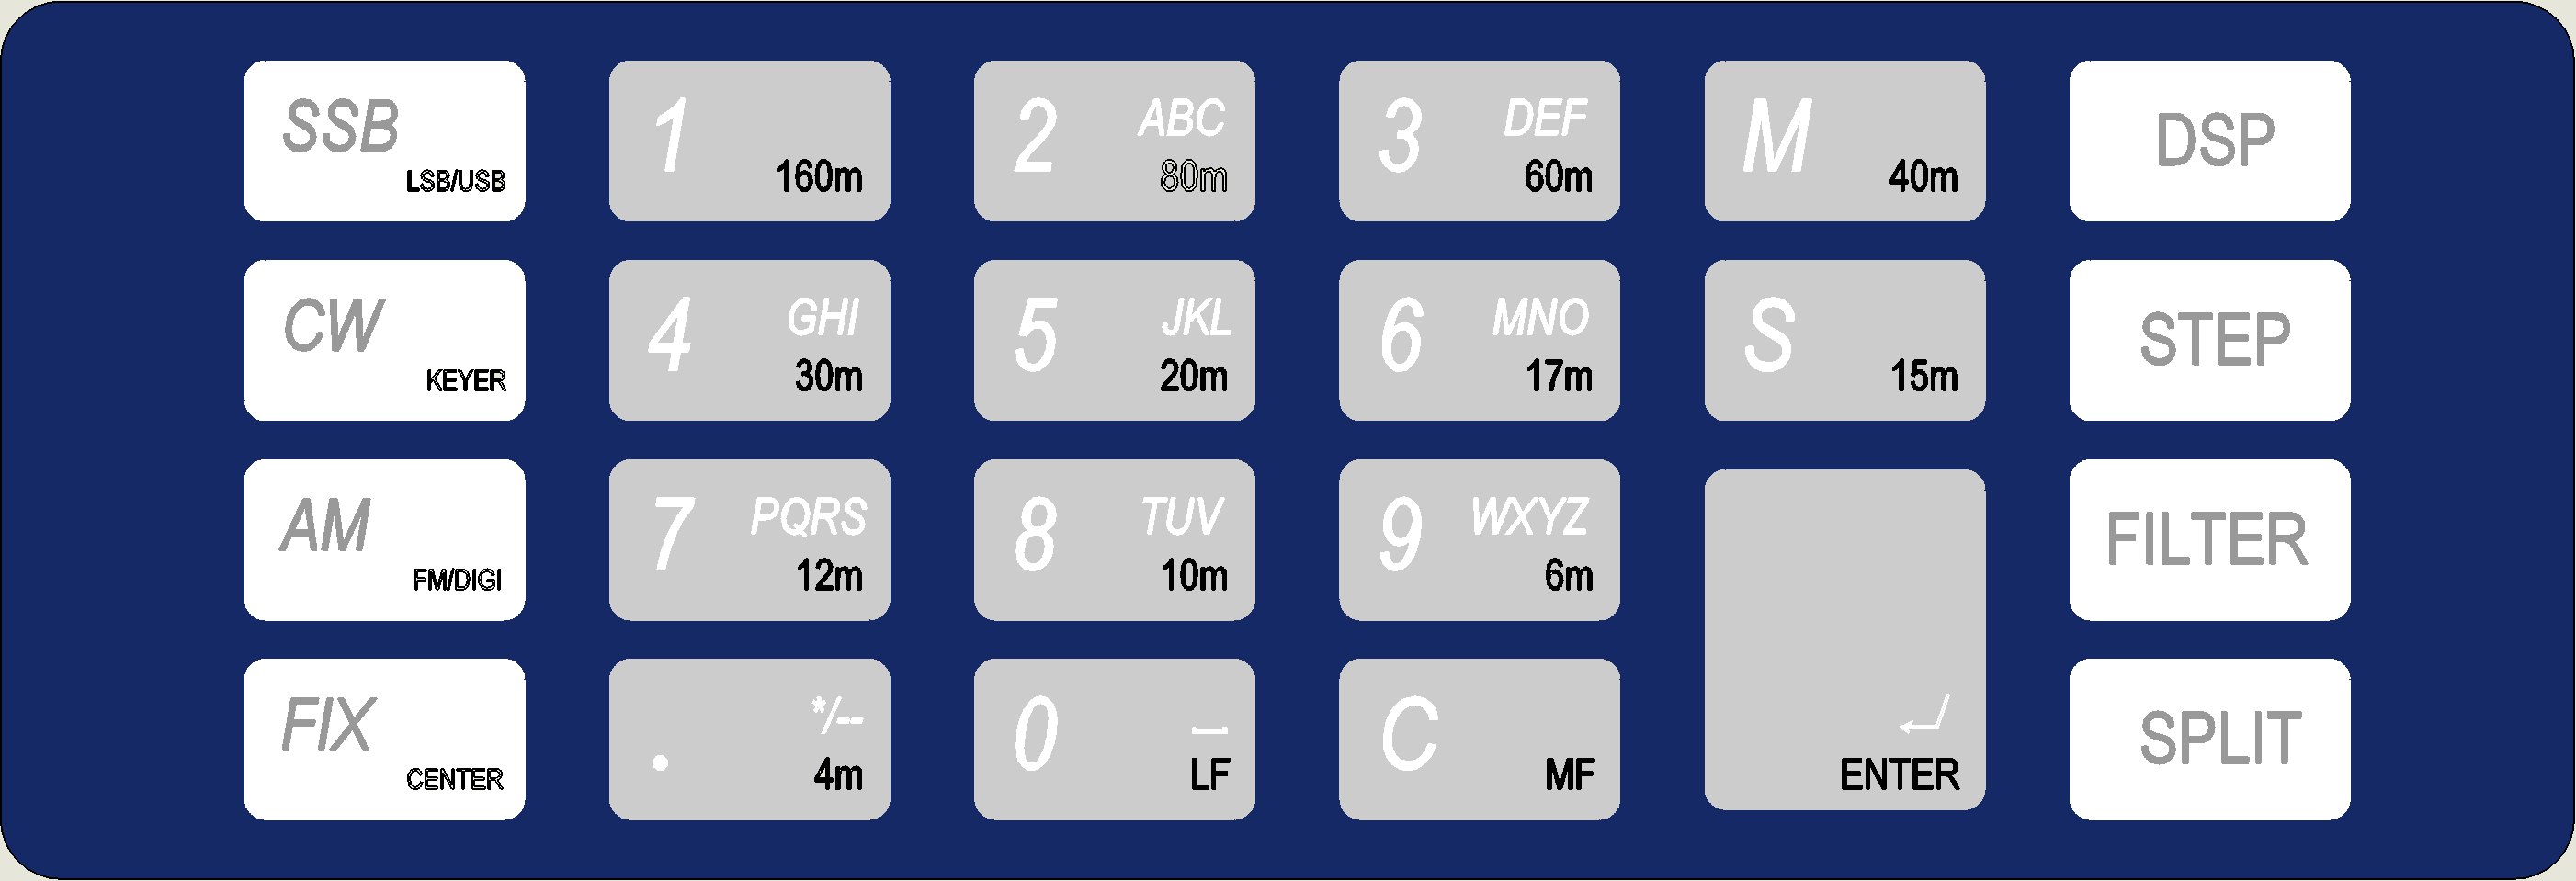 SSB
LSB/USB
1
160m
2 ABC
80m
3 DEF
60m
M
40m
DSP
CW
KEYER
4 GHI
30m
5 JKL
20m
6 MNO
17m
S
15m
STEP
AM
FM/DIGI
7 PQRS
12m
8 TUV
10m
9 WXYZ
6m
FILTER
FIX
CENTER
. */--
4m
0
LF
C
MF
ENTER
SPLIT